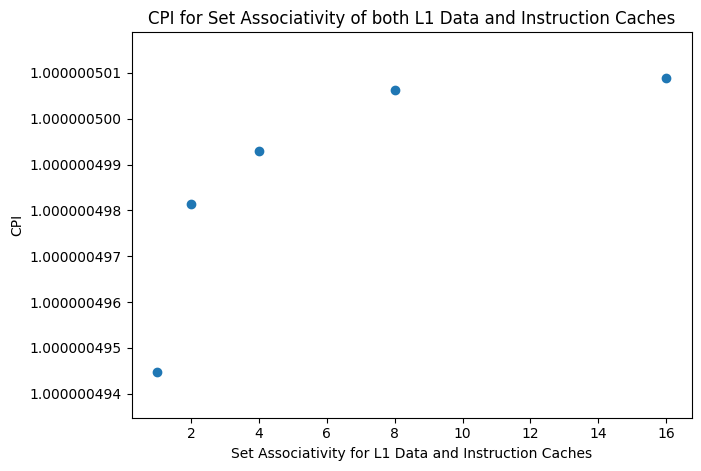 CPI for Set Associativity of both L1 Data and Instruction Caches
1.000000501
1.000000500
1.000000499
1.000000498
1.000000497
1.000000496
1.000000495
1.000000494
CPI
2 4 6 8 10 12 14 16
Set Associativity for L1 Data and Instruction Caches